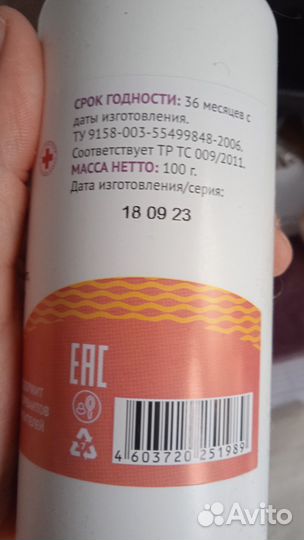 СРОК ГОДНОСТИ: 36 месяцев с
даты изготовления.
ТУ 9158-003-55499848-2006,
Соответствует ТР ТС 009/2011.
МАССА НЕТТО: 100 г.
Дата изготовления/серия:
18 09 23
EAC
7
4 603720 251989
Avito